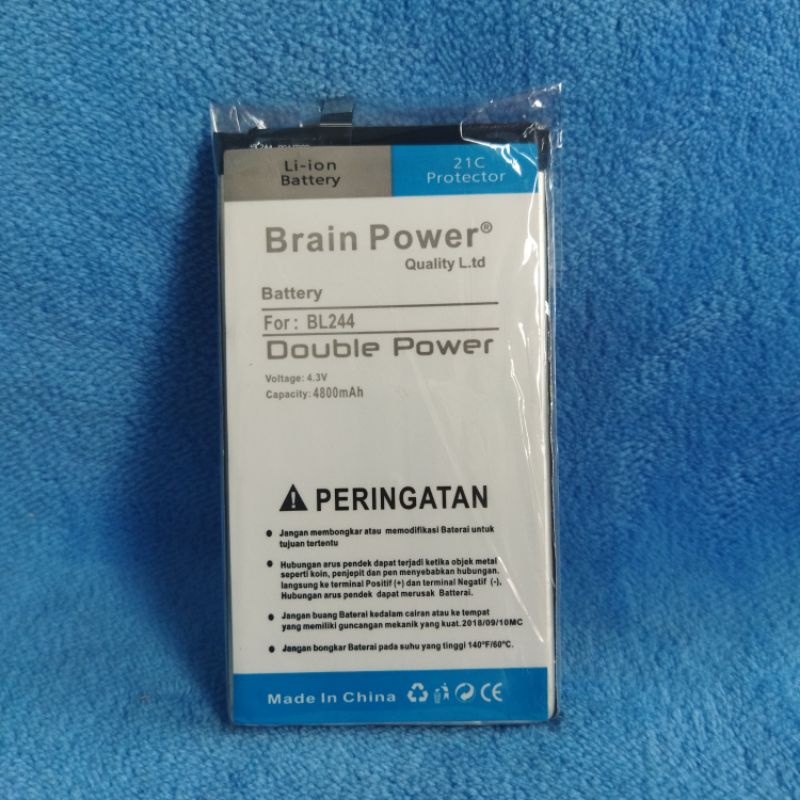 Li-ion
Battery
21C
Protector
Brain Power®
Quality L.td
Battery
For : BL244
Double Power
Voltage: 4.3V
Capacity: 4800mAh
⚠ PERINGATAN
● Jangan membongkar atau memodifikasi Baterai untuk
tujuan tertentu
● Hubungan arus pendek dapat terjadi ketika objek metal
seperti koin, penjepit dan pen menyebabkan hubungan.
langsung ke terminal Positif (+) dan terminal Negatif (-),
Hubungan arus pendek dapat merusak Batterai.
● Jangan buang Baterai kedalam cairan atau ke tempat
yang memiliki guncangan mekanik yang kuat. 2018/09/10MC
● Jangan bongkar Baterai pada suhu yang tinggi 140°F/60°C.
Made In China CE